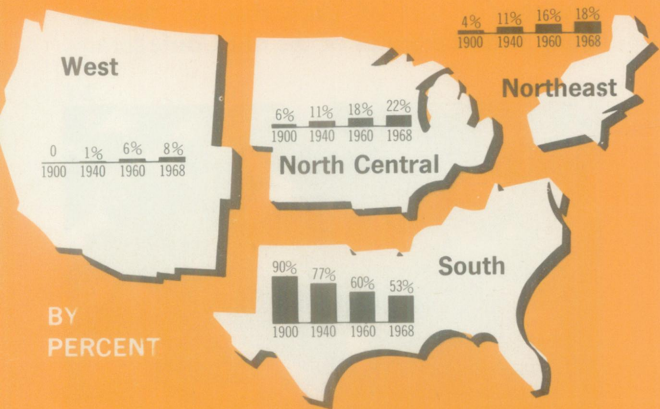 4% 11% 16% 18%
1900 1940 1960 1968
Northeast
West
0 1% 6% 8%
1900 1940 1960 1968
6% 11% 18% 22%
1900 1940 1960 1968
North Central
South
90% 77% 60% 53%
1900 1940 1960 1968
BY
PERCENT